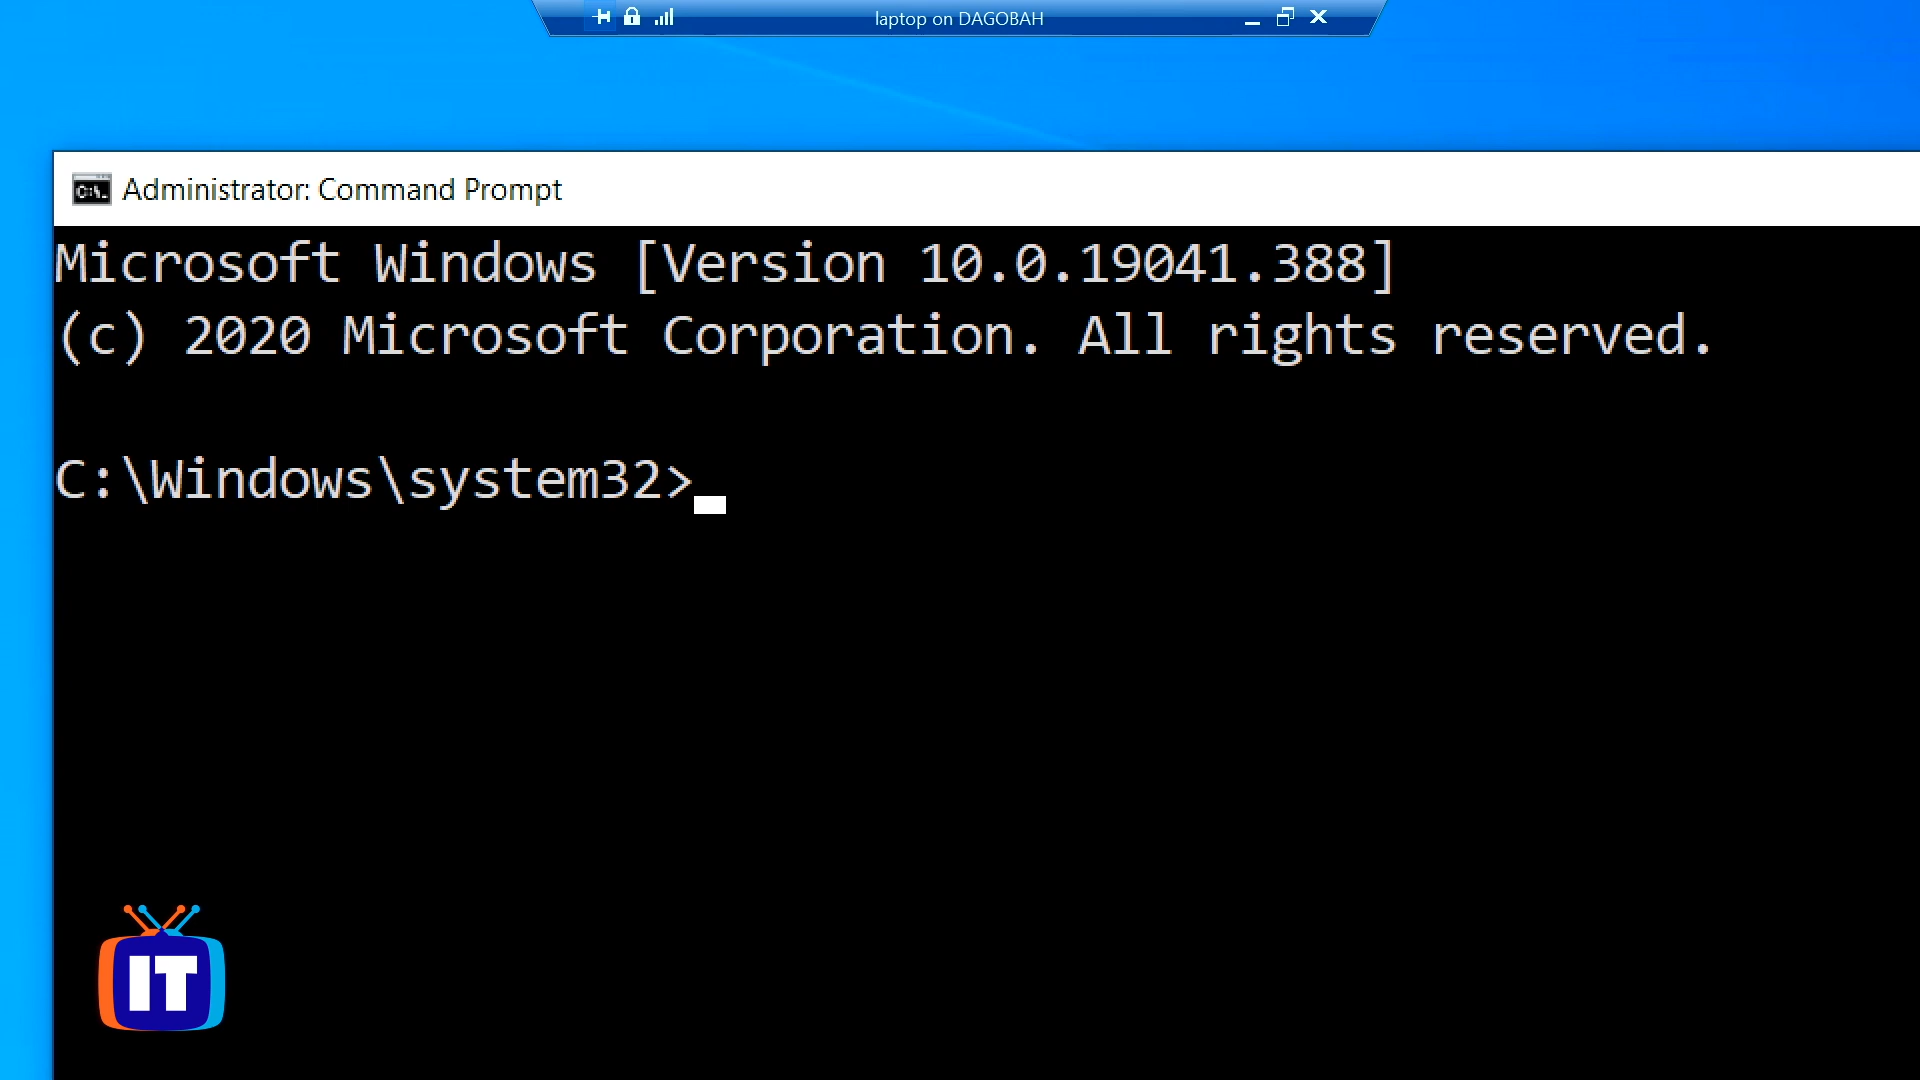 laptop on DAGOBAH
C:\.
Administrator: Command Prompt
Microsoft Windows [Version 10.0.19041.388]
(c) 2020 Microsoft Corporation. All rights reserved.
C:\Windows\system32>
IT